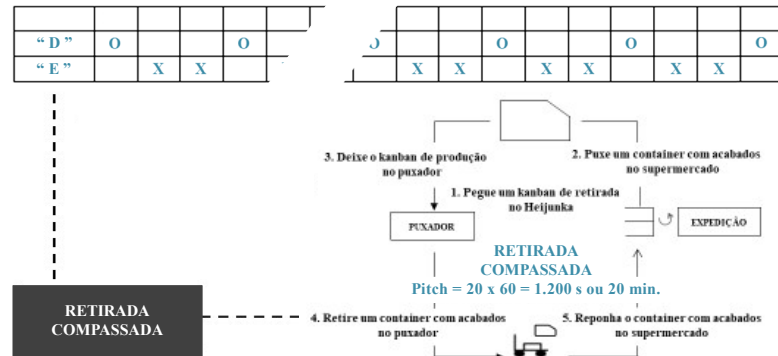 “ D ” O O O O O O
“ E ” X X X X X X X X
3. Deixe o kanban de produção
no puxador
2. Puxe um container com acabados
no supermercado
1. Pegue um kanban de retirada
no Heijunka
PUXADOR
EXPEDIÇÃO
RETIRADA
COMPASSADA
Pitch = 20 x 60 = 1.200 s ou 20 min.
RETIRADA
COMPASSADA
4. Retire um container com acabados
no puxador
5. Reponha o container com acabados
no supermercado